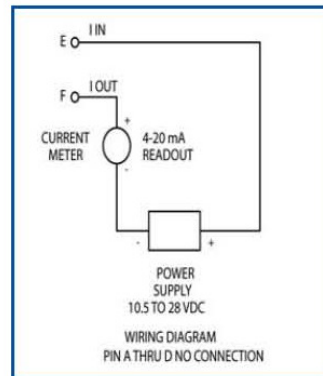 E I IN
F I OUT
+
CURRENT 4-20 mA
METER READOUT
-
- +
POWER
SUPPLY
10.5 TO 28 VDC
WIRING DIAGRAM
PIN A THRU D NO CONNECTION